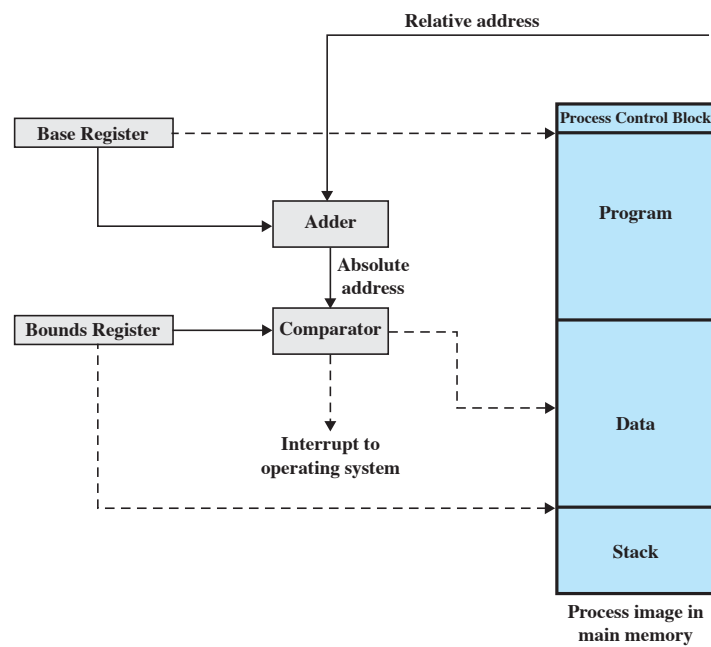 Relative address
Process Control Block
Base Register
Program
Adder
Absolute
address
Bounds Register
Comparator
Data
Interrupt to
operating system
Stack
Process image in
main memory